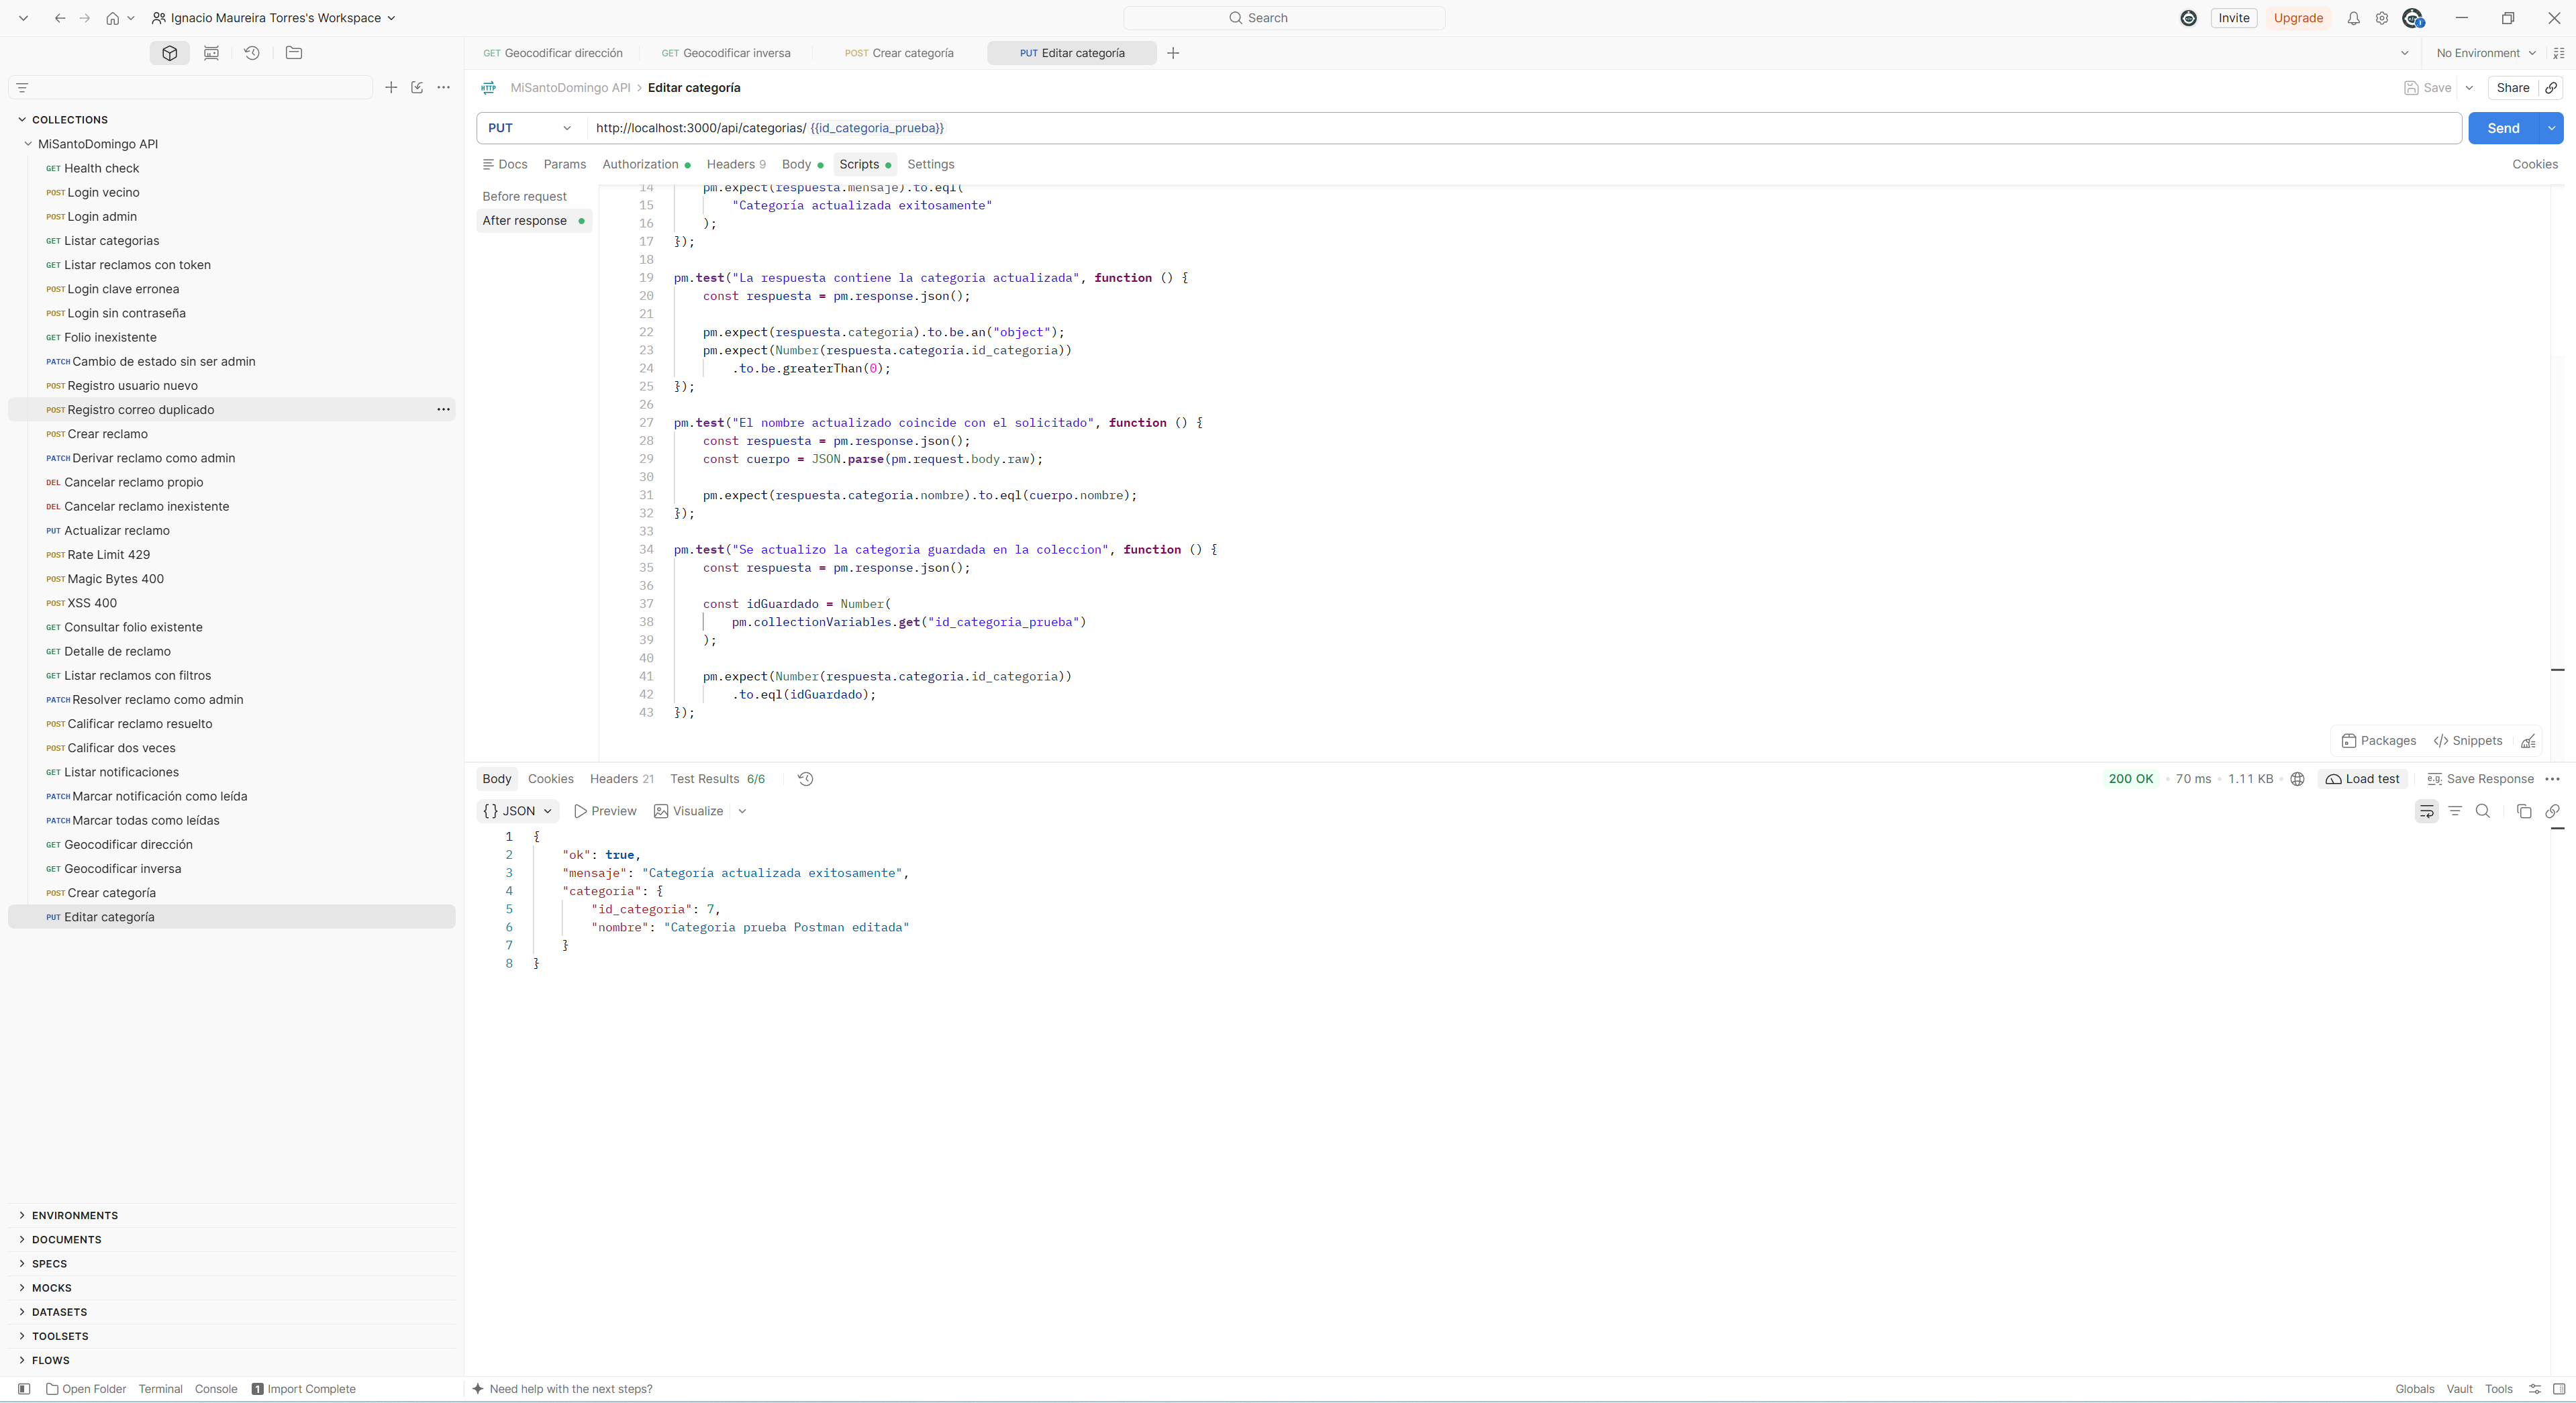 Ignacio Maureira Torres's Workspace
Search
Invite
Upgrade
GET Geocodificar dirección
GET Geocodificar inversa
POST Crear categoría
PUT Editar categoría
No Environment
HTTP MiSantoDomingo API > Editar categoría
Save
Share
COLLECTIONS
MiSantoDomingo API
GET Health check
POST Login vecino
POST Login admin
GET Listar categorias
GET Listar reclamos con token
POST Login clave erronea
POST Login sin contraseña
GET Folio inexistente
PATCH Cambio de estado sin ser admin
POST Registro usuario nuevo
POST Registro correo duplicado
POST Crear reclamo
PATCH Derivar reclamo como admin
DEL Cancelar reclamo propio
DEL Cancelar reclamo inexistente
PUT Actualizar reclamo
POST Rate Limit 429
POST Magic Bytes 400
POST XSS 400
GET Consultar folio existente
GET Detalle de reclamo
GET Listar reclamos con filtros
PATCH Resolver reclamo como admin
POST Calificar reclamo resuelto
POST Calificar dos veces
GET Listar notificaciones
PATCH Marcar notificación como leída
PATCH Marcar todas como leídas
GET Geocodificar dirección
GET Geocodificar inversa
POST Crear categoría
PUT Editar categoría
ENVIRONMENTS
DOCUMENTS
SPECS
MOCKS
DATASETS
TOOLSETS
FLOWS
PUT
http://localhost:3000/api/categorias/ {{id_categoria_prueba}}
Send
Docs Params Authorization Headers 9 Body Scripts Settings
Cookies
Before request
After response
14 pm.expect(respuesta.mensaje).to.eql(
15 "Categoría actualizada exitosamente"
16 );
17 });
18
19 pm.test("La respuesta contiene la categoria actualizada", function () {
20 const respuesta = pm.response.json();
21
22 pm.expect(respuesta.categoria).to.be.an("object");
23 pm.expect(Number(respuesta.categoria.id_categoria))
24 .to.be.greaterThan(0);
25 });
26
27 pm.test("El nombre actualizado coincide con el solicitado", function () {
28 const respuesta = pm.response.json();
29 const cuerpo = JSON.parse(pm.request.body.raw);
30
31 pm.expect(respuesta.categoria.nombre).to.eql(cuerpo.nombre);
32 });
33
34 pm.test("Se actualizo la categoria guardada en la coleccion", function () {
35 const respuesta = pm.response.json();
36
37 const idGuardado = Number(
38 pm.collectionVariables.get("id_categoria_prueba")
39 );
40
41 pm.expect(Number(respuesta.categoria.id_categoria))
42 .to.eql(idGuardado);
43 });
Packages
Snippets
Body Cookies Headers 21 Test Results 6/6
200 OK • 70 ms • 1.11 KB
Load test
e.g. Save Response
{} JSON
Preview
Visualize
1 {
2 "ok": true,
3 "mensaje": "Categoría actualizada exitosamente",
4 "categoria": {
5 "id_categoria": 7,
6 "nombre": "Categoria prueba Postman editada"
7 }
8 }
Open Folder
Terminal
Console
1 Import Complete
Need help with the next steps?
Globals
Vault
Tools